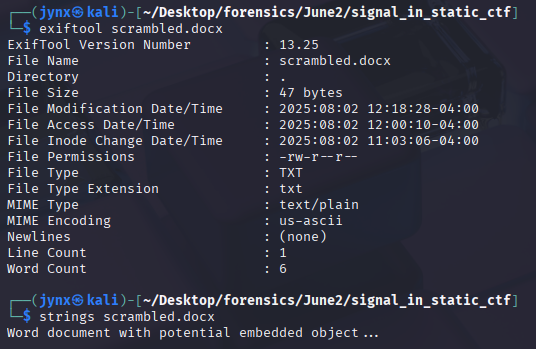 ┌──(jynx㉿kali)-[~/Desktop/forensics/June2/signal_in_static_ctf]
└─$ exiftool scrambled.docx
ExifTool Version Number         : 13.25
File Name                       : scrambled.docx
Directory                       : .
File Size                       : 47 bytes
File Modification Date/Time     : 2025:08:02 12:18:28-04:00
File Access Date/Time           : 2025:08:02 12:00:10-04:00
File Inode Change Date/Time     : 2025:08:02 11:03:06-04:00
File Permissions                : -rw-r--r--
File Type                       : TXT
File Type Extension             : txt
MIME Type                       : text/plain
MIME Encoding                   : us-ascii
Newlines                        : (none)
Line Count                      : 1
Word Count                      : 6
┌──(jynx㉿kali)-[~/Desktop/forensics/June2/signal_in_static_ctf]
└─$ strings scrambled.docx
Word document with potential embedded object...